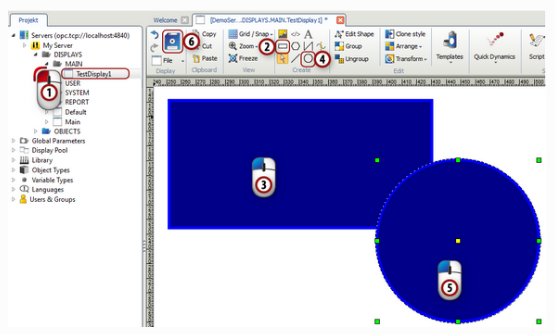 Projekt
Servers (opc.tcp://localhost:4840)
My Server
DISPLAYS
MAIN
TestDisplay1
USER
SYSTEM
REPORT
Default
Main
OBJECTS
Global Parameters
Display Pool
Library
Object Types
Variable Types
Languages
Users & Groups
1
Welcome
[DemoSer...DISPLAYS.MAIN.TestDisplay1] *
File
Display
6
Copy
Cut
Paste
Clipboard
Grid / Snap
Zoom
Freeze
View
2
A
4
Create
Edit Shape
Group
Ungroup
Clone style
Arrange
Transform
Edit
Templates
Quick Dynamics
Script
3
5